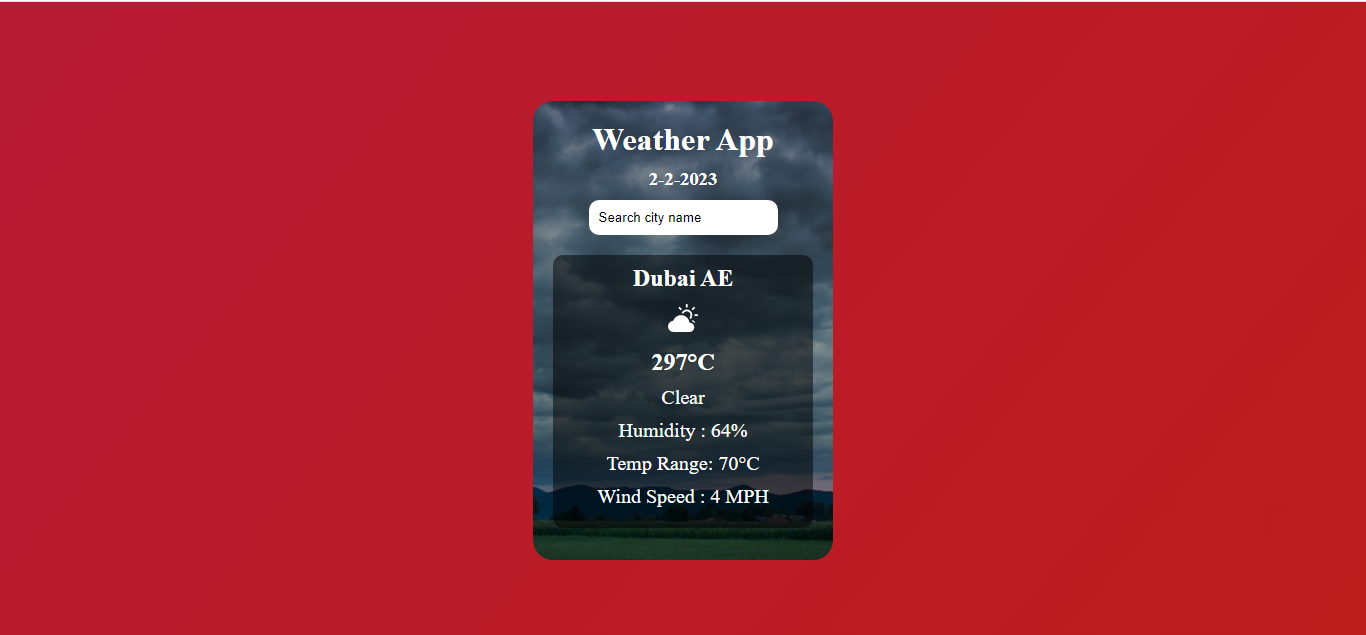 Weather App
2-2-2023
Search city name
Dubai AE
297°C
Clear
Humidity : 64%
Temp Range: 70°C
Wind Speed : 4 MPH